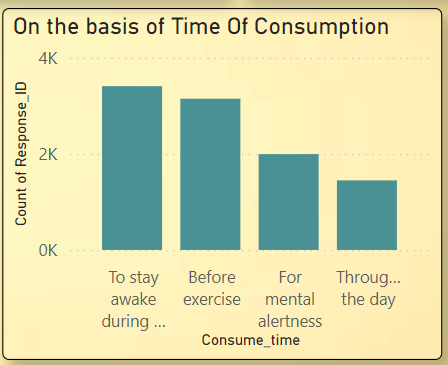 On the basis of Time Of Consumption
Count of Response_ID
4K
2K
0K
To stay
awake
during ...
Before
exercise
For
mental
alertness
Throug...
the day
Consume_time